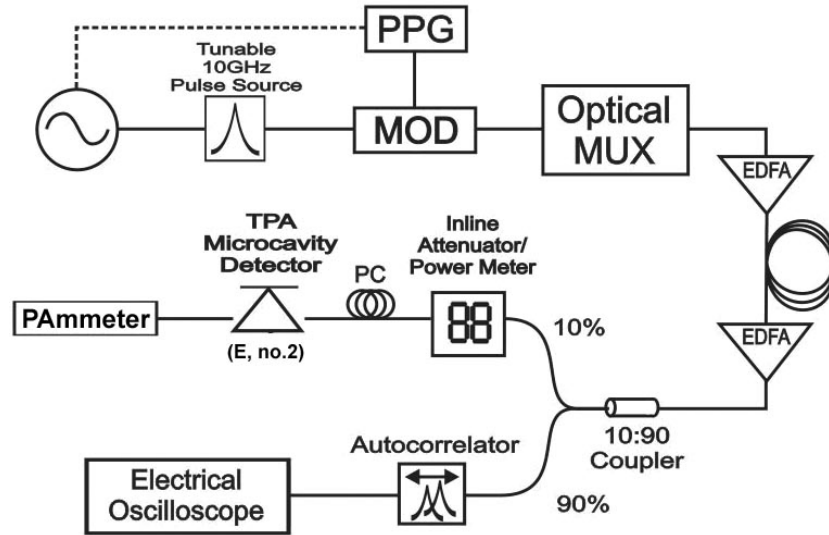 PPG
Tunable
10GHz
Pulse Source
MOD
Optical
MUX
EDFA
TPA
Microcavity
Detector
Inline
Attenuator/
Power Meter
PC
PAmmeter
88
(E, no.2)
10%
EDFA
10:90
Coupler
Autocorrelator
Electrical
Oscilloscope
90%